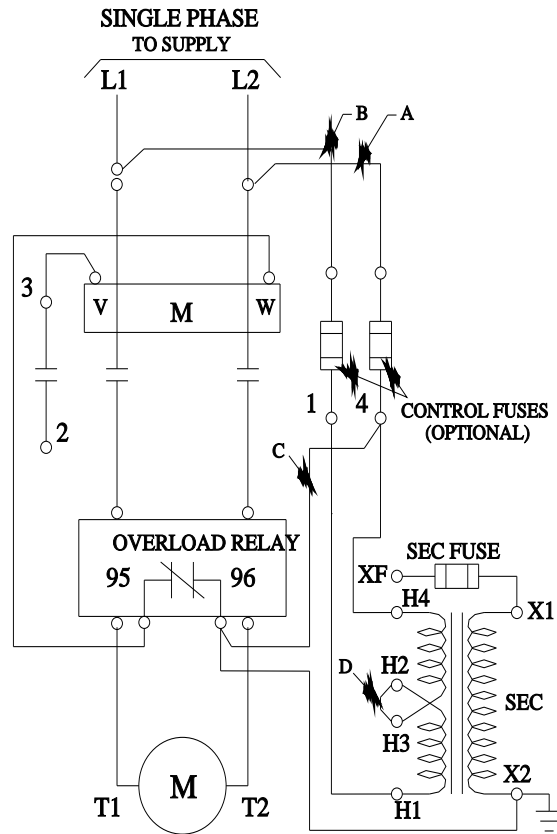 SINGLE PHASE
TO SUPPLY
L1 L2
B A
3
V M W
2
1 4
CONTROL FUSES
(OPTIONAL)
C
OVERLOAD RELAY
95 96
SEC FUSE
XF
H4 X1
D H2
SEC
H3
X2
H1
T1 M T2